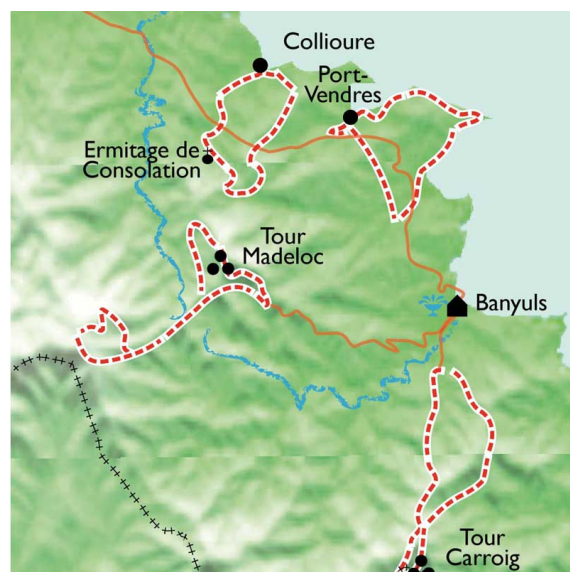 Collioure
Port-
Vendres
Ermitage de
Consolation
Tour
Madeloc
Banyuls
Tour
Carroig